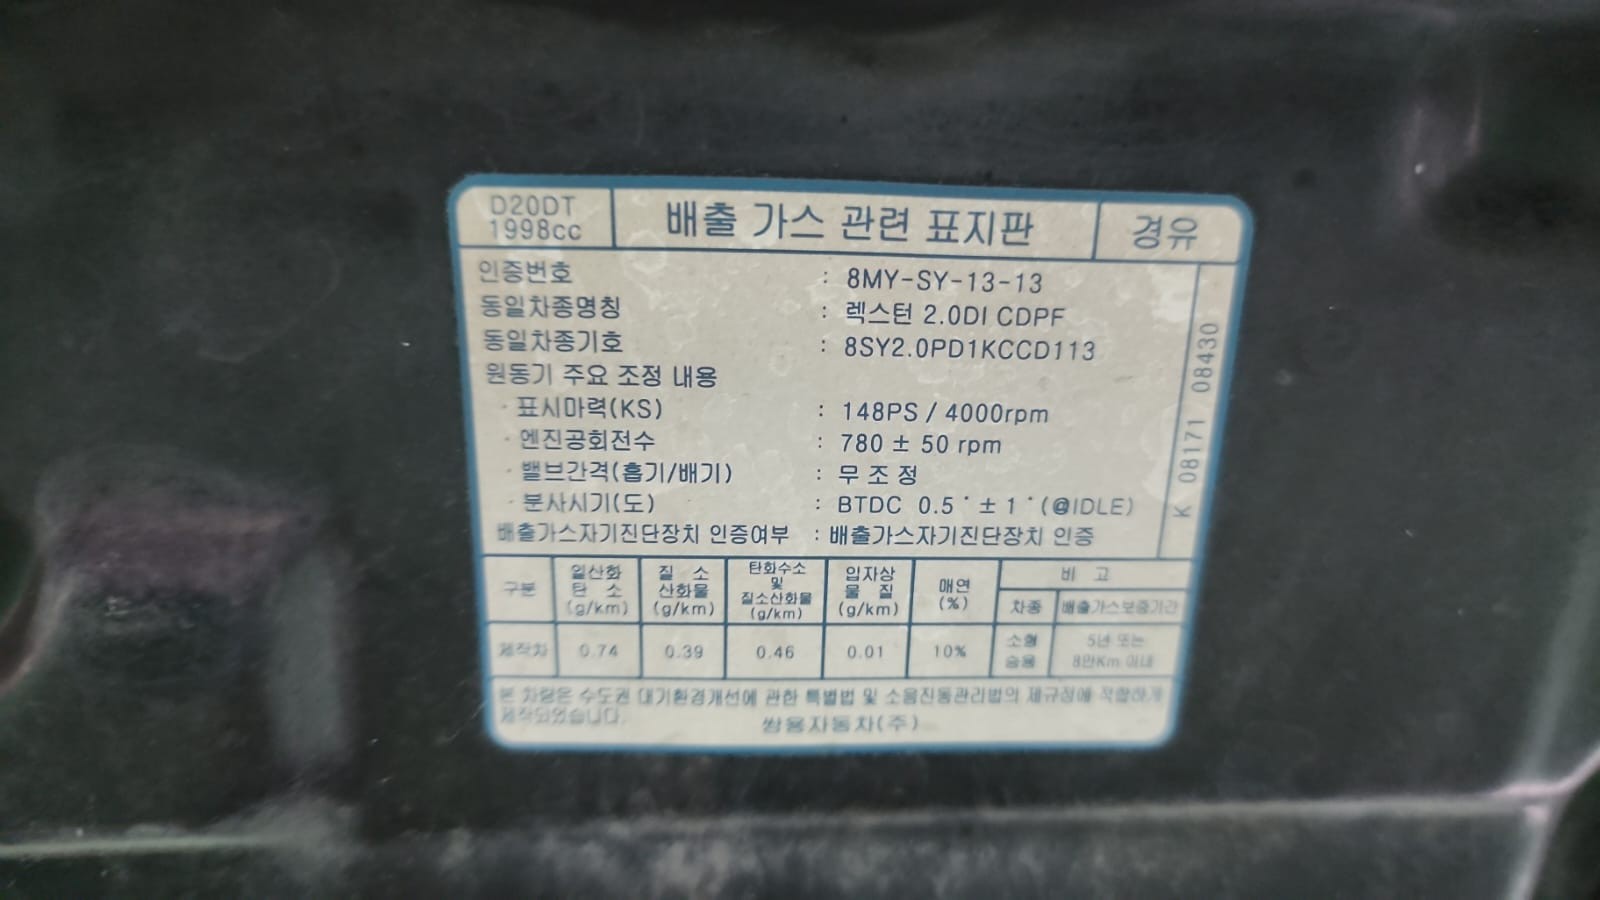 D20DT
1998cc
배출 가스 관련 표지판
경유
인증번호 : 8MY-SY-13-13
동일차종명칭 : 렉스턴 2.0DI CDPF
동일차종기호 : 8SY2.0PD1KCCD113
원동기 주요 조정 내용
· 표시마력(KS) : 148PS / 4000rpm
· 엔진공회전수 : 780 ± 50 rpm
· 밸브간격(흡기/배기) : 무 조 정
· 분사시기(도) : BTDC 0.5˚ ± 1˚(@IDLE)
배출가스자기진단장치 인증여부 : 배출가스자기진단장치 인증
K 08171 08430
구분
일산화
탄 소
(g/km)
질 소
산화물
(g/km)
탄화수소
및
질소산화물
(g/km)
입자상
물 질
(g/km)
매연
(%)
비 고
차종
배출가스보증기간
제작차 0.74 0.39 0.46 0.01 10%
소형
승용
5년 또는
8만Km 이내
본 차량은 수도권 대기환경개선에 관한 특별법 및 소음진동관리법의 제규정에 적합하게
제작되었습니다.
쌍용자동차(주)